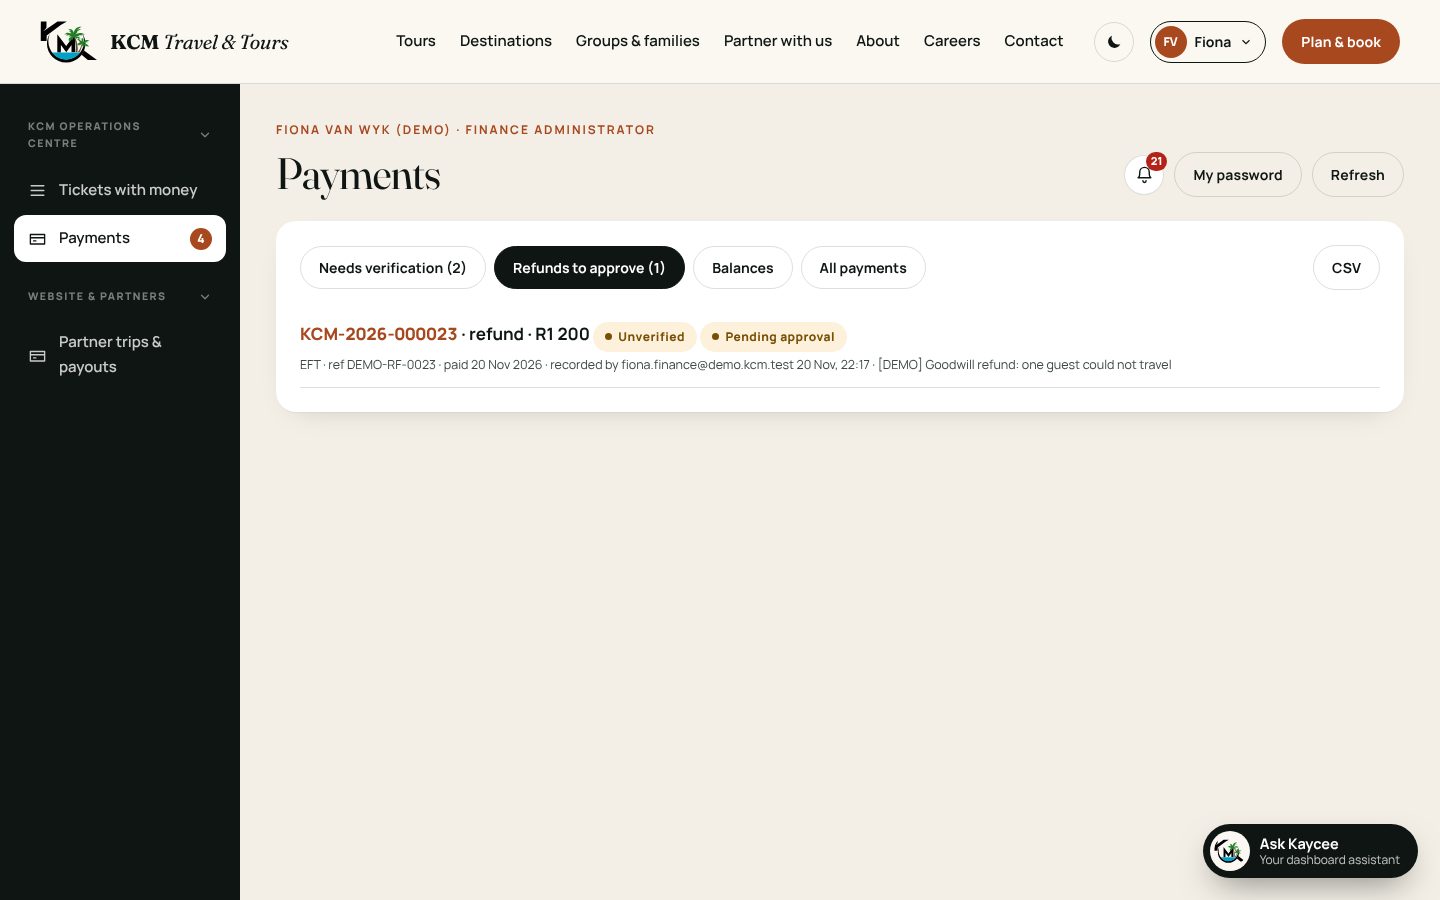 KCM Travel & Tours
Tours
Destinations
Groups & families
Partner with us
About
Careers
Contact
FV
Fiona
Plan & book
KCM OPERATIONS
CENTRE
Tickets with money
Payments
4
WEBSITE & PARTNERS
Partner trips &
payouts
FIONA VAN WYK (DEMO) · FINANCE ADMINISTRATOR
Payments
21
My password
Refresh
Needs verification (2)
Refunds to approve (1)
Balances
All payments
CSV
KCM-2026-000023 · refund · R1 200
Unverified
Pending approval
EFT · ref DEMO-RF-0023 · paid 20 Nov 2026 · recorded by fiona.finance@demo.kcm.test 20 Nov, 22:17 · [DEMO] Goodwill refund: one guest could not travel
Ask Kaycee
Your dashboard assistant